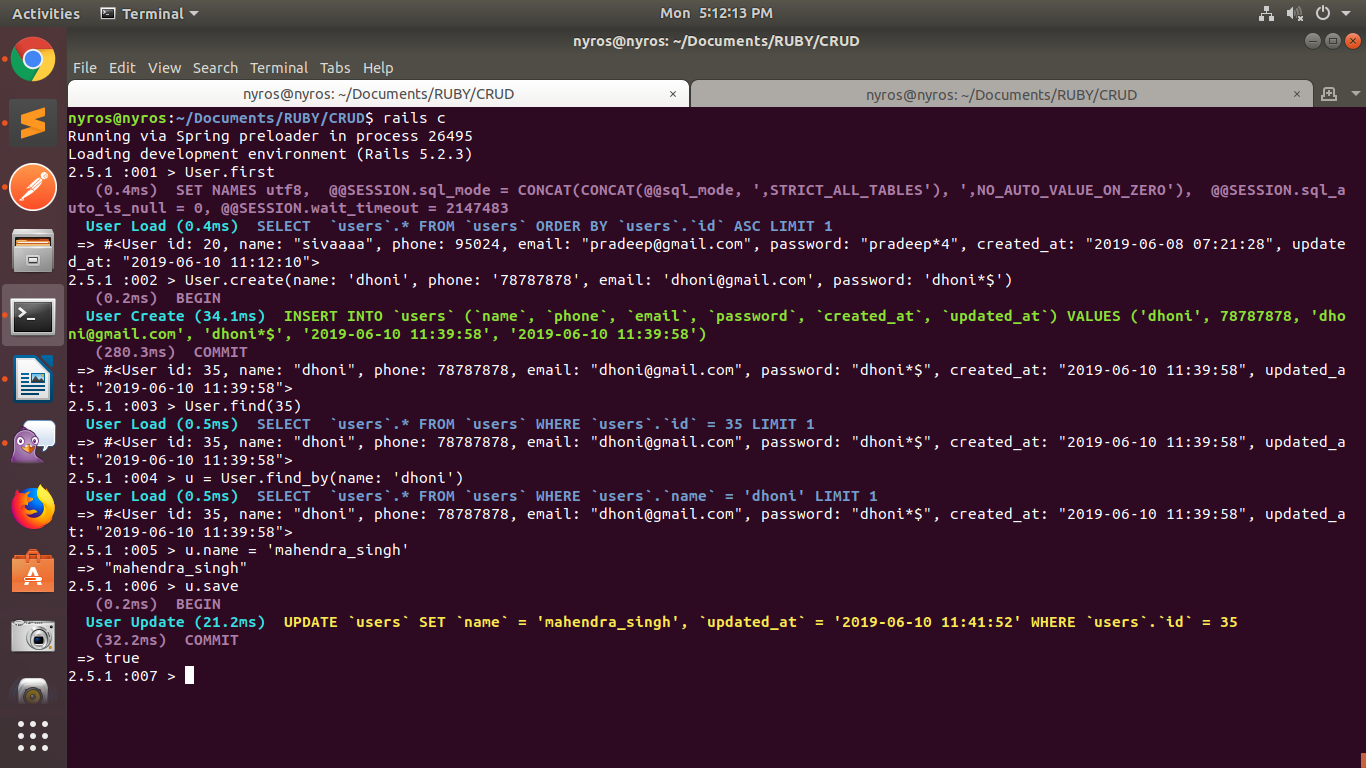 Activities Terminal Mon 5:12:13 PM
nyros@nyros: ~/Documents/RUBY/CRUD
File Edit View Search Terminal Tabs Help
nyros@nyros: ~/Documents/RUBY/CRUD × nyros@nyros: ~/Documents/RUBY/CRUD ×
nyros@nyros:~/Documents/RUBY/CRUD$ rails c
Running via Spring preloader in process 26495
Loading development environment (Rails 5.2.3)
2.5.1 :001 > User.first
   (0.4ms)  SET NAMES utf8,  @@SESSION.sql_mode = CONCAT(CONCAT(@@sql_mode, ',STRICT_ALL_TABLES'), ',NO_AUTO_VALUE_ON_ZERO'),  @@SESSION.sql_a
uto_is_null = 0, @@SESSION.wait_timeout = 2147483
  User Load (0.4ms)  SELECT  `users`.* FROM `users` ORDER BY `users`.`id` ASC LIMIT 1
 => #<User id: 20, name: "sivaaaa", phone: 95024, email: "pradeep@gmail.com", password: "pradeep*4", created_at: "2019-06-08 07:21:28", update
d_at: "2019-06-10 11:12:10">
2.5.1 :002 > User.create(name: 'dhoni', phone: '78787878', email: 'dhoni@gmail.com', password: 'dhoni*$')
   (0.2ms)  BEGIN
  User Create (34.1ms)  INSERT INTO `users` (`name`, `phone`, `email`, `password`, `created_at`, `updated_at`) VALUES ('dhoni', 78787878, 'dho
ni@gmail.com', 'dhoni*$', '2019-06-10 11:39:58', '2019-06-10 11:39:58')
   (280.3ms)  COMMIT
 => #<User id: 35, name: "dhoni", phone: 78787878, email: "dhoni@gmail.com", password: "dhoni*$", created_at: "2019-06-10 11:39:58", updated_a
t: "2019-06-10 11:39:58">
2.5.1 :003 > User.find(35)
  User Load (0.5ms)  SELECT  `users`.* FROM `users` WHERE `users`.`id` = 35 LIMIT 1
 => #<User id: 35, name: "dhoni", phone: 78787878, email: "dhoni@gmail.com", password: "dhoni*$", created_at: "2019-06-10 11:39:58", updated_a
t: "2019-06-10 11:39:58">
2.5.1 :004 > u = User.find_by(name: 'dhoni')
  User Load (0.5ms)  SELECT  `users`.* FROM `users` WHERE `users`.`name` = 'dhoni' LIMIT 1
 => #<User id: 35, name: "dhoni", phone: 78787878, email: "dhoni@gmail.com", password: "dhoni*$", created_at: "2019-06-10 11:39:58", updated_a
t: "2019-06-10 11:39:58">
2.5.1 :005 > u.name = 'mahendra_singh'
 => "mahendra_singh"
2.5.1 :006 > u.save
   (0.2ms)  BEGIN
  User Update (21.2ms)  UPDATE `users` SET `name` = 'mahendra_singh', `updated_at` = '2019-06-10 11:41:52' WHERE `users`.`id` = 35
   (32.2ms)  COMMIT
 => true
2.5.1 :007 >